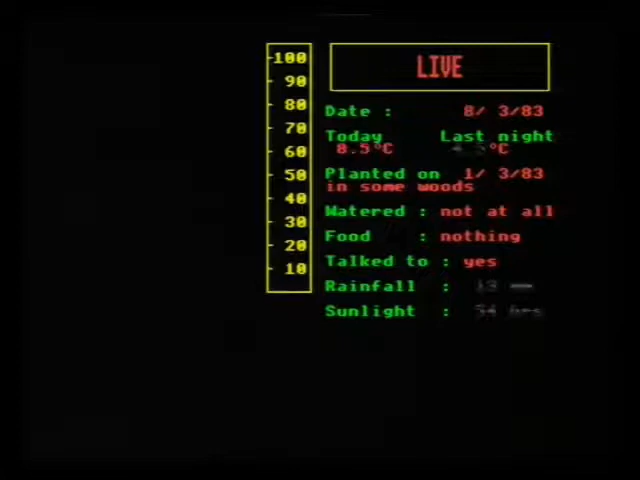 LIVE
100
90
80
70
60
50
40
30
20
10
Date : 8/ 3/83
Today Last night
8.5°C °C
Planted on 1/ 3/83
in some woods
Watered : not at all
Food : nothing
Talked to : yes
Rainfall :
Sunlight : 54 hrs